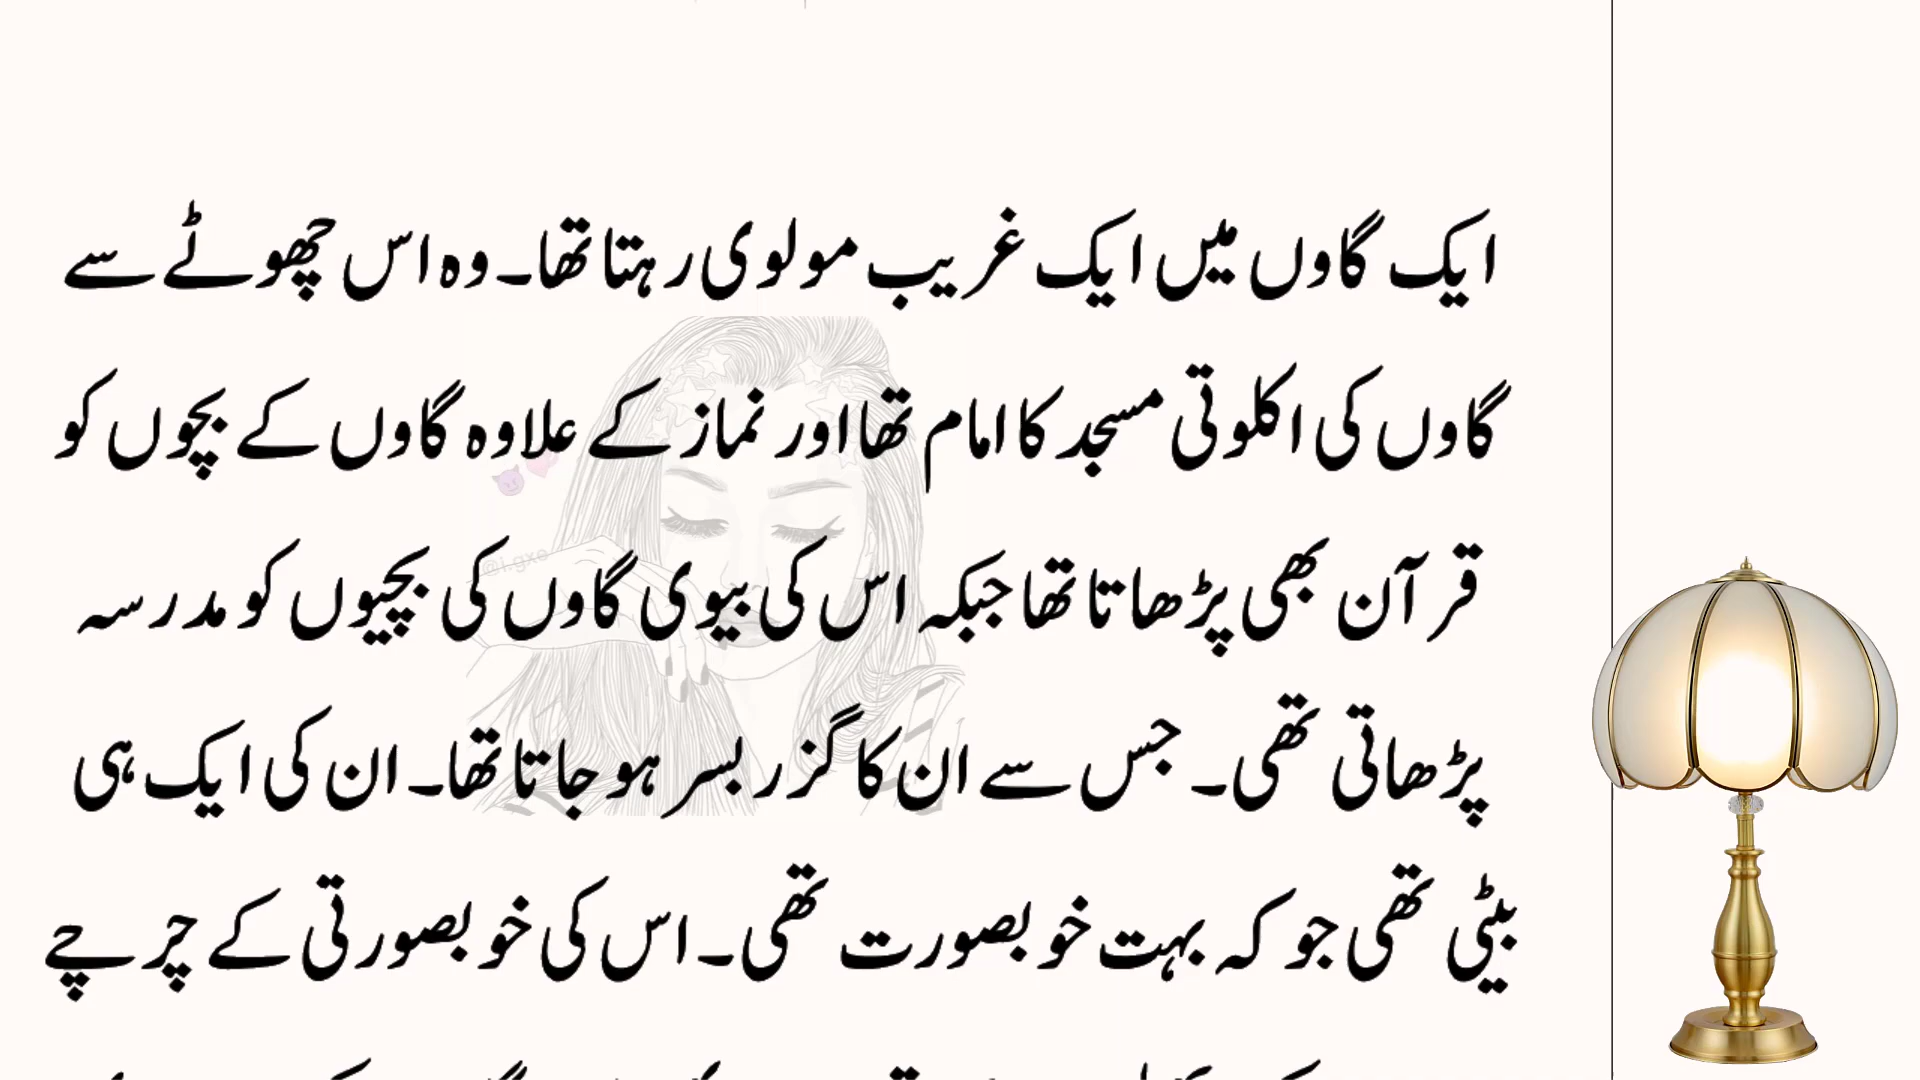 ایک گاوں میں ایک غریب مولوی رہتا تھا۔ وہ اس چھوٹے سے
گاوں کی اکلوتی مسجد کا امام تھا اور نماز کے علاوہ گاوں کے بچوں کو
قرآن بھی پڑھاتا تھا جبکہ اس کی بیوی گاوں کی بچیوں کو مدرسہ
پڑھاتی تھی۔ جس سے ان کا گزر بسر ہو جاتا تھا۔ ان کی ایک ہی
بیٹی تھی جو کہ بہت خوبصورت تھی۔ اس کی خوبصورتی کے چرچے
@i.gxe